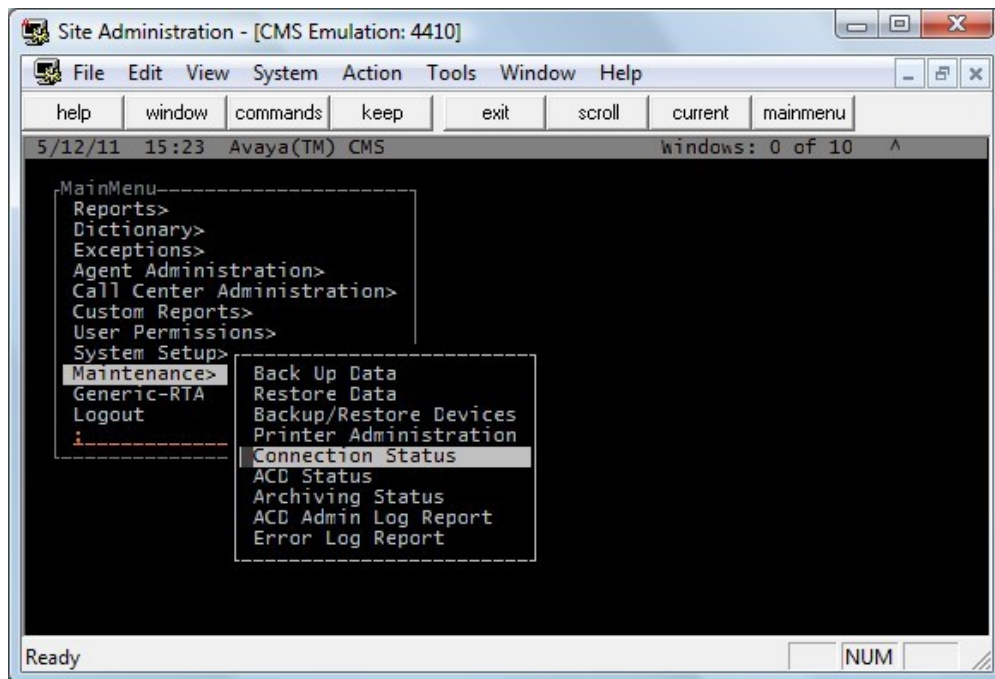 Site Administration - [CMS Emulation: 4410]
File Edit View System Action Tools Window Help
help window commands keep exit scroll current mainmenu
5/12/11 15:23 Avaya(TM) CMS Windows: 0 of 10 ^
MainMenu
Reports>
Dictionary>
Exceptions>
Agent Administration>
Call Center Administration>
Custom Reports>
User Permissions>
System Setup>
Maintenance>
Generic-RTA
Logout
:
Back Up Data
Restore Data
Backup/Restore Devices
Printer Administration
Connection Status
ACD Status
Archiving Status
ACD Admin Log Report
Error Log Report
Ready NUM